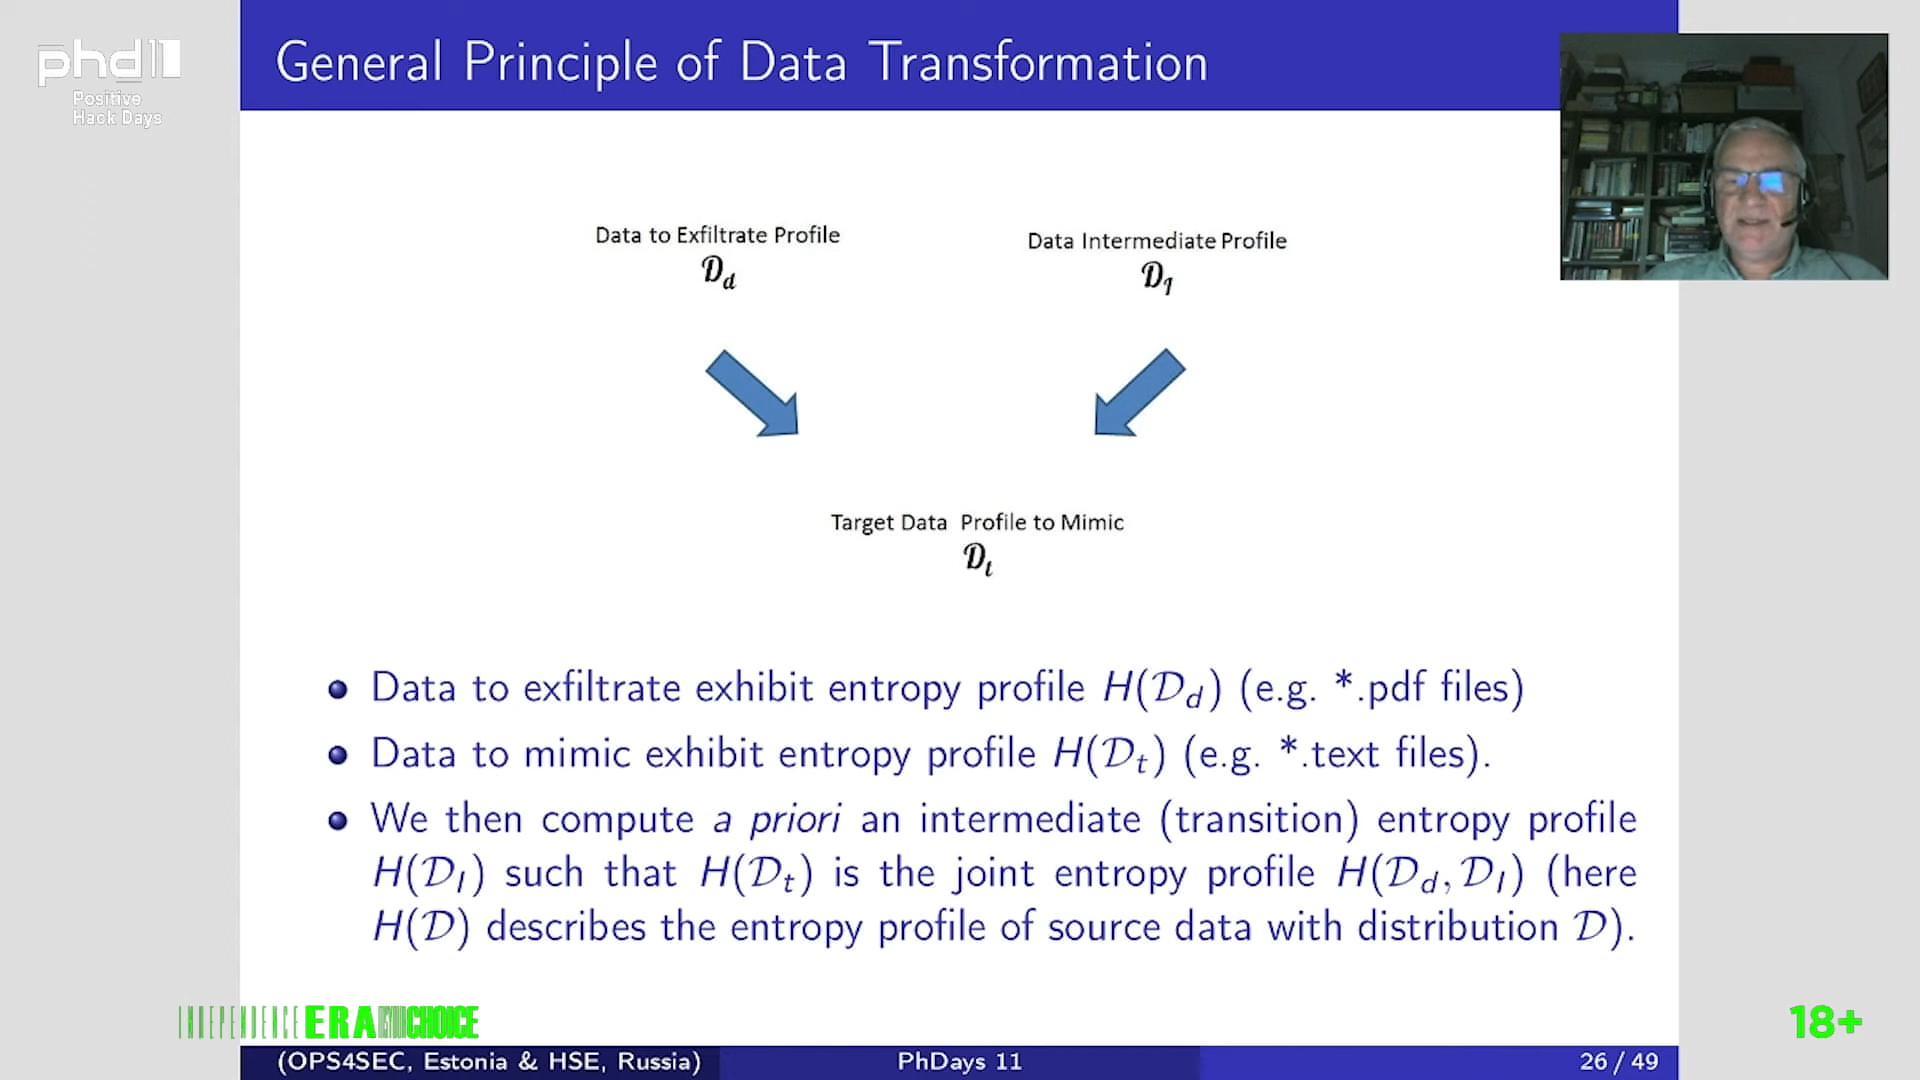 phd11
Positive
Hack Days
General Principle of Data Transformation
Data to Exfiltrate Profile
𝒟d
Data Intermediate Profile
𝒟I
Target Data Profile to Mimic
𝒟t
• Data to exfiltrate exhibit entropy profile H(𝒟d) (e.g. *.pdf files)
• Data to mimic exhibit entropy profile H(𝒟t) (e.g. *.text files).
• We then compute a priori an intermediate (transition) entropy profile
H(𝒟I) such that H(𝒟t) is the joint entropy profile H(𝒟d, 𝒟I) (here
H(𝒟) describes the entropy profile of source data with distribution 𝒟).
INDEPENDENCE ERA CHOICE
18+
(OPS4SEC, Estonia & HSE, Russia)
PhDays 11
26 / 49